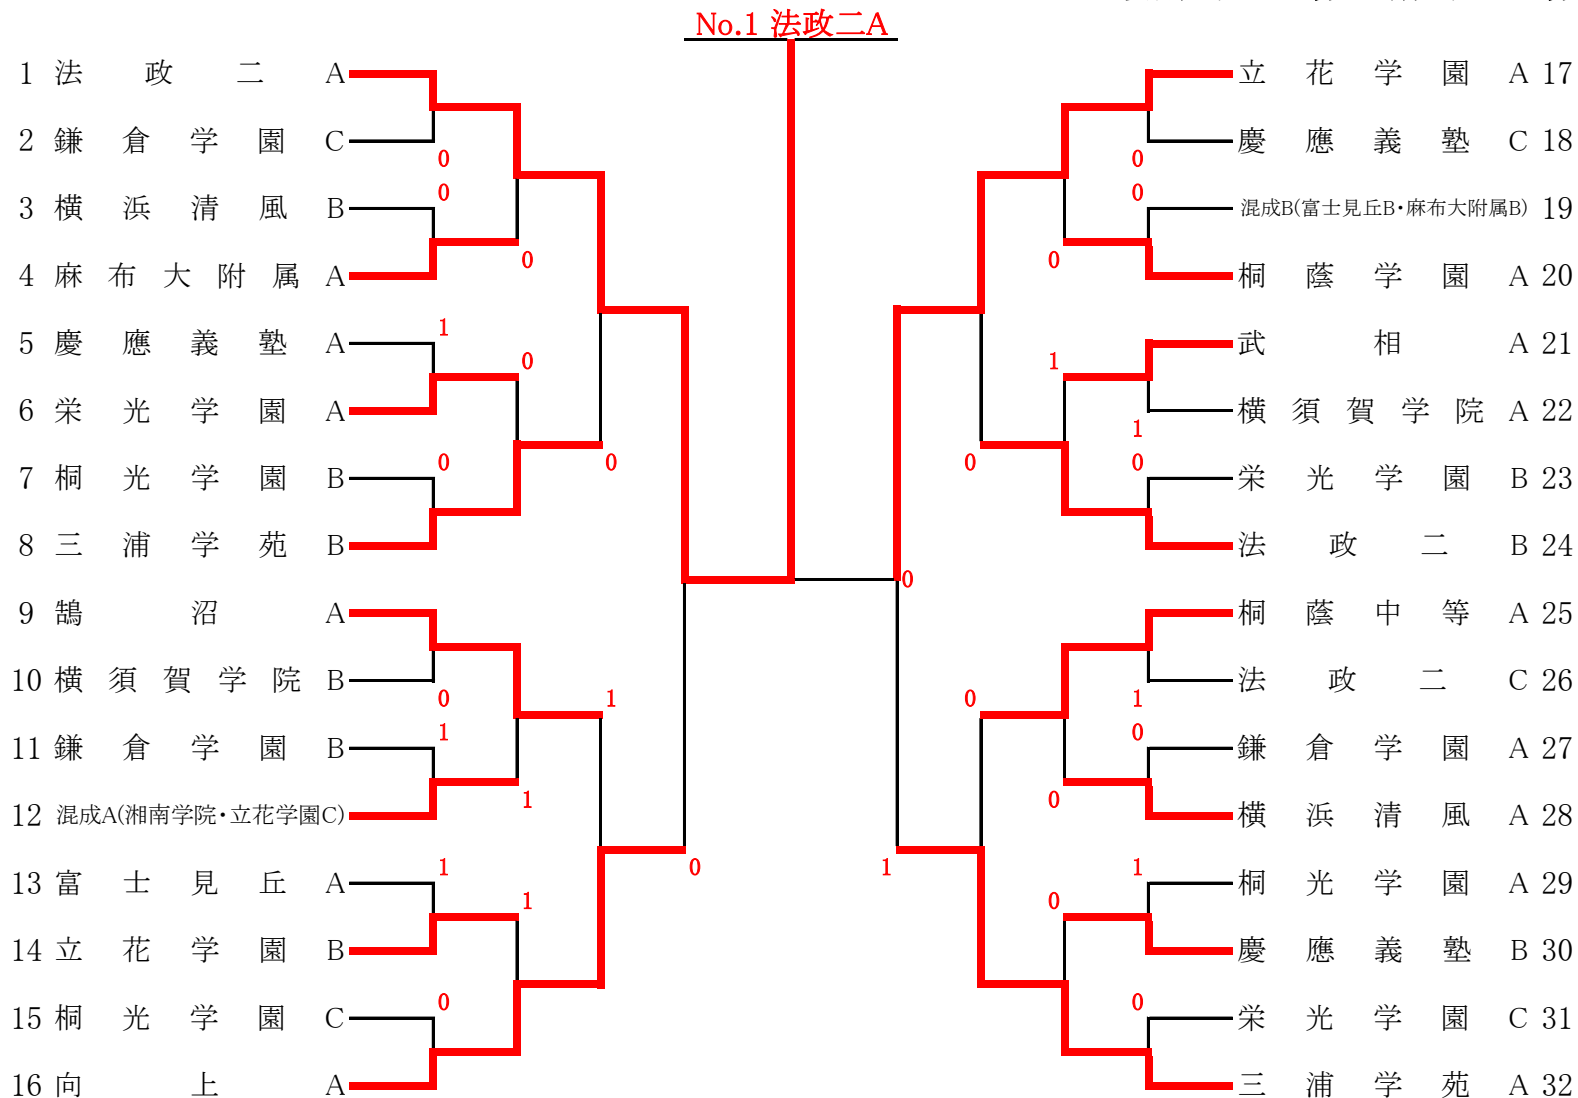 No.1 法政二A
1 法政二 A
2 鎌倉学園 C
0
0
3 横浜清風 B
4 麻布大附属 A
0
5 慶應義塾 A
1
0
6 栄光学園 A
7 桐光学園 B
0
0
8 三浦学苑 B
9 鵠沼 A
10 横須賀学院 B
0
1
11 鎌倉学園 B
1
12 混成A(湘南学院・立花学園C)
1
13 富士見丘 A
1
1
0
14 立花学園 B
15 桐光学園 C
0
16 向上 A
立花学園 A 17
慶應義塾 C 18
0
0
混成B(富士見丘B・麻布大附属B) 19
0
桐蔭学園 A 20
武相 A 21
1
横須賀学院 A 22
1
0
0
栄光学園 B 23
法政二 B 24
0
桐蔭中等 A 25
法政二 C 26
0
1
0
鎌倉学園 A 27
0
横浜清風 A 28
1
1
桐光学園 A 29
0
慶應義塾 B 30
0
栄光学園 C 31
三浦学苑 A 32